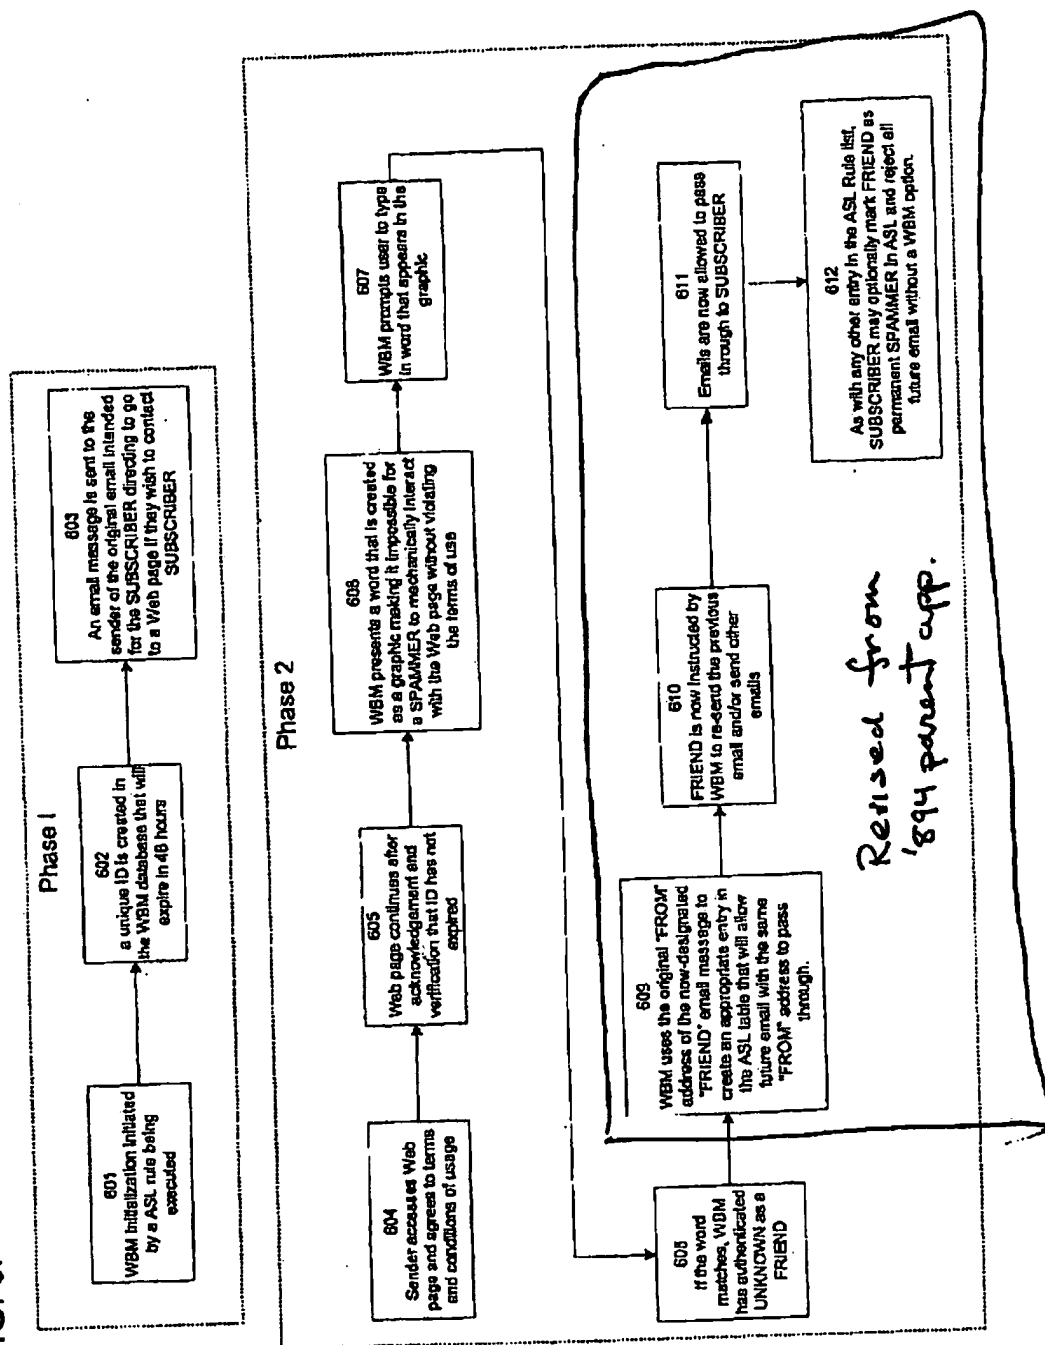 Phase I
601
WBM Initialization Initiated
by a ASL rule being
executed
602
a unique ID is created in
the WBM database that will
expire in 48 hours
603
An email message is sent to the
sender of the original email intended
for the SUBSCRIBER directing to go
to a Web page if they wish to contact
SUBSCRIBER
Phase 2
604
Sender accesses Web
page and agrees to terms
and conditions of usage
605
Web page continues after
acknowledgement and
verification that ID has not
expired
606
WBM presents a word that is created
as a graphic making it impossible for
a SPAMMER to mechanically interact
with the Web page without violating
the terms of use
607
WBM prompts user to type
in word that appears in the
graphic
608
If the word
matches, WBM
has authenticated
UNKNOWN as a
FRIEND
609
WBM uses the original "FROM"
address of the now-designated
"FRIEND" email message to
create an appropriate entry in
the ASL table that will allow
future email with the same
"FROM" address to pass
through.
610
FRIEND is now instructed by
WBM to re-send the previous
email and/or send other
emails
611
Emails are now allowed to pass
through to SUBSCRIBER
612
As with any other entry in the ASL Rule list,
SUBSCRIBER may optionally mark FRIEND as
permanent SPAMMER in ASL and reject all
future email without a WBM option.
Revised from
'894 parent app.